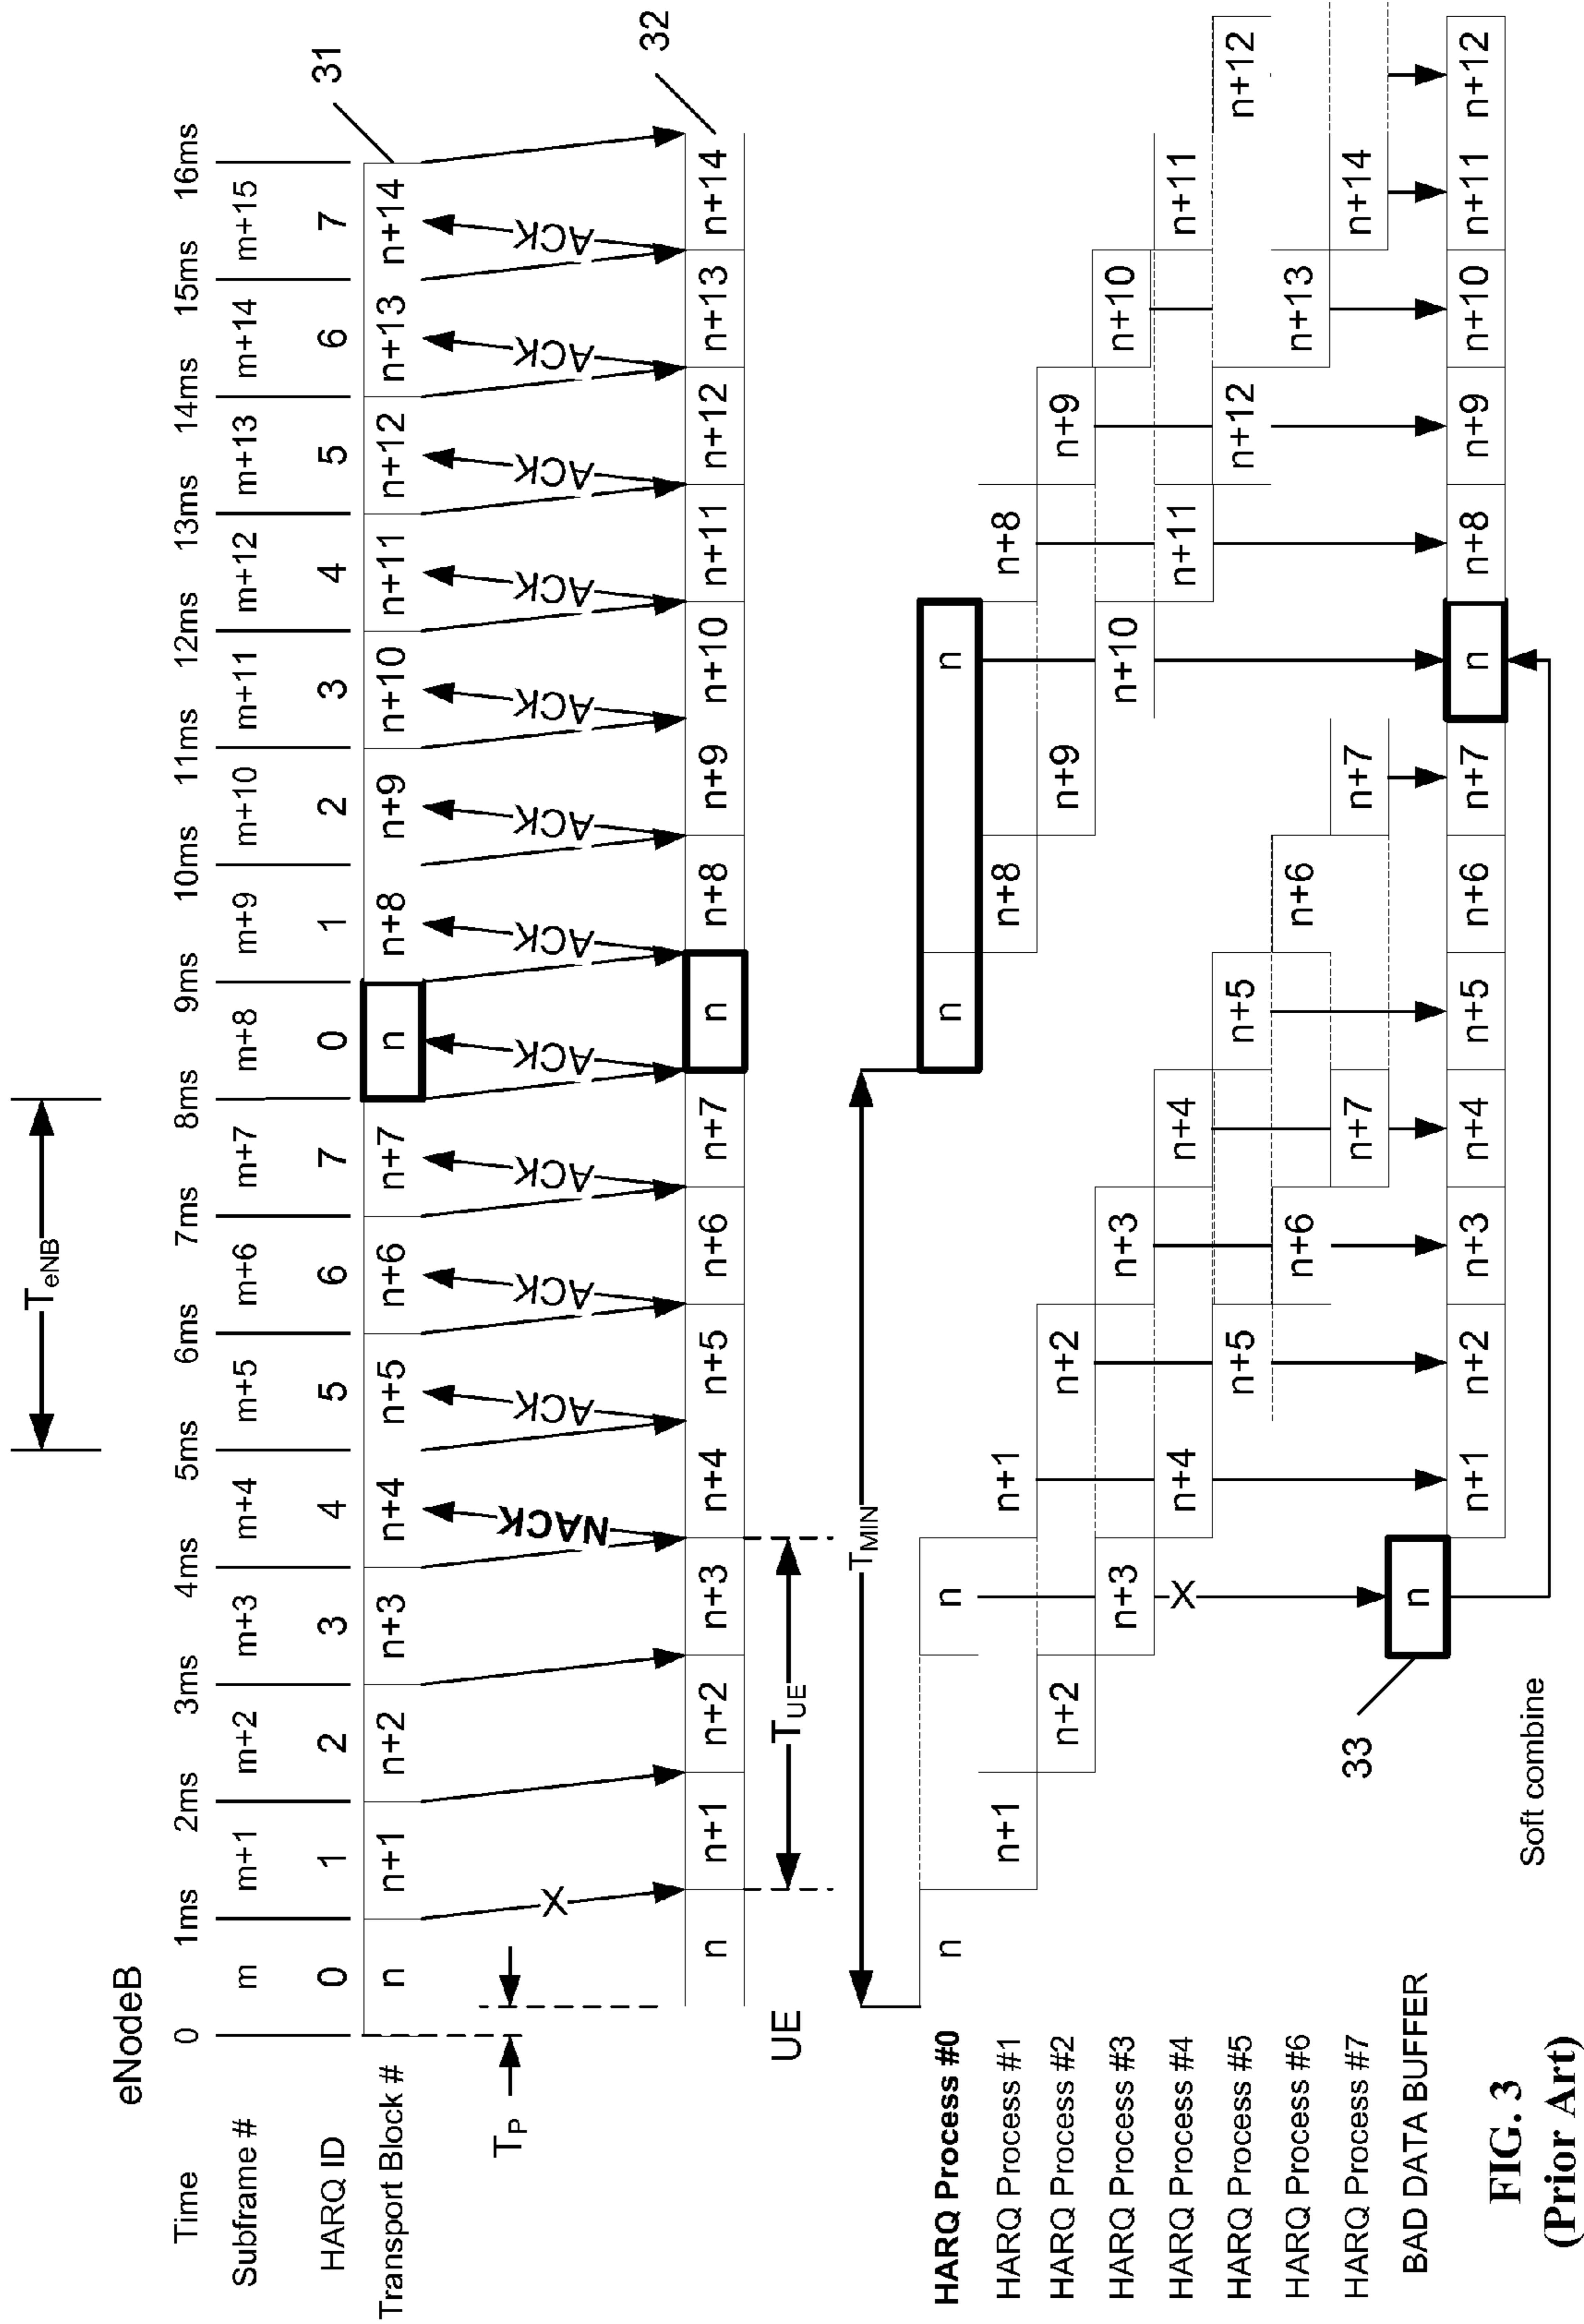 eNodeB
T_eNB
Time 0 1ms 2ms 3ms 4ms 5ms 6ms 7ms 8ms 9ms 10ms 11ms 12ms 13ms 14ms 15ms 16ms
Subframe # m m+1 m+2 m+3 m+4 m+5 m+6 m+7 m+8 m+9 m+10 m+11 m+12 m+13 m+14 m+15
HARQ ID 0 1 2 3 4 5 6 7 0 1 2 3 4 5 6 7
31
Transport Block # n n+1 n+2 n+3 n+4 n+5 n+6 n+7 n n+8 n+9 n+10 n+11 n+12 n+13 n+14
T_P X NACK ACK ACK ACK ACK ACK ACK ACK ACK ACK ACK ACK
32
n n+1 n+2 n+3 n+4 n+5 n+6 n+7 n n+8 n+9 n+10 n+11 n+12 n+13 n+14
UE
T_UE
T_MIN
HARQ Process #0 n n n n
HARQ Process #1 n+1 n+1 n+8 n+8
HARQ Process #2 n+2 n+2 n+9 n+9
HARQ Process #3 n+3 n+3 n+10 n+10
HARQ Process #4 X n+4 n+4 n+11 n+11
HARQ Process #5 n+5 n+5 n+12 n+12
HARQ Process #6 n+6 n+6 n+13
HARQ Process #7 n+7 n+7 n+14
33
BAD DATA BUFFER n
n+1 n+2 n+3 n+4 n+5 n+6 n+7 n n+8 n+9 n+10 n+11 n+12
Soft combine
FIG. 3
(Prior Art)